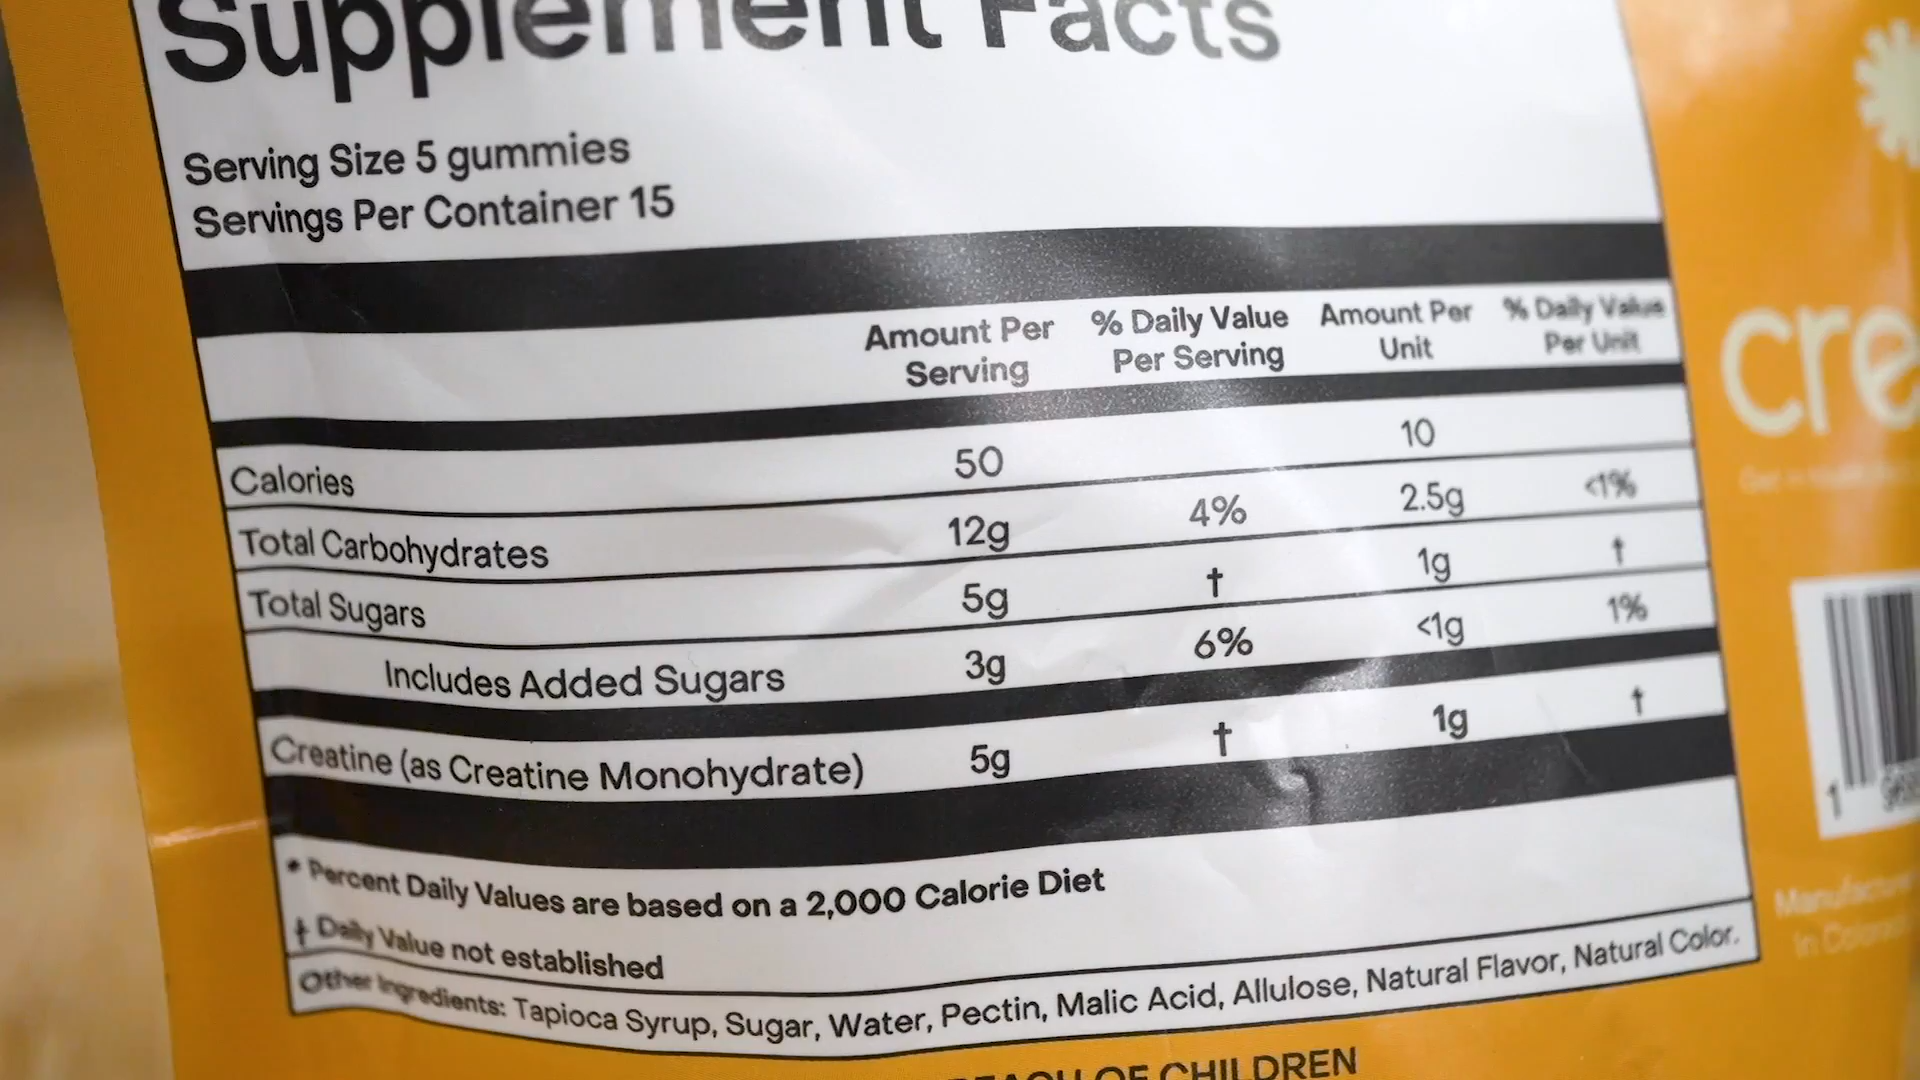 Supplement Facts
Serving Size 5 gummies
Servings Per Container 15
Amount Per Serving % Daily Value Per Serving Amount Per Unit % Daily Value Per Unit
Calories 50 10
Total Carbohydrates 12g 4% 2.5g <1%
Total Sugars 5g † 1g †
Includes Added Sugars 3g 6% <1g 1%
Creatine (as Creatine Monohydrate) 5g † 1g †
* Percent Daily Values are based on a 2,000 Calorie Diet
† Daily Value not established
Other Ingredients: Tapioca Syrup, Sugar, Water, Pectin, Malic Acid, Allulose, Natural Flavor, Natural Color.
OF CHILDREN
cre
1